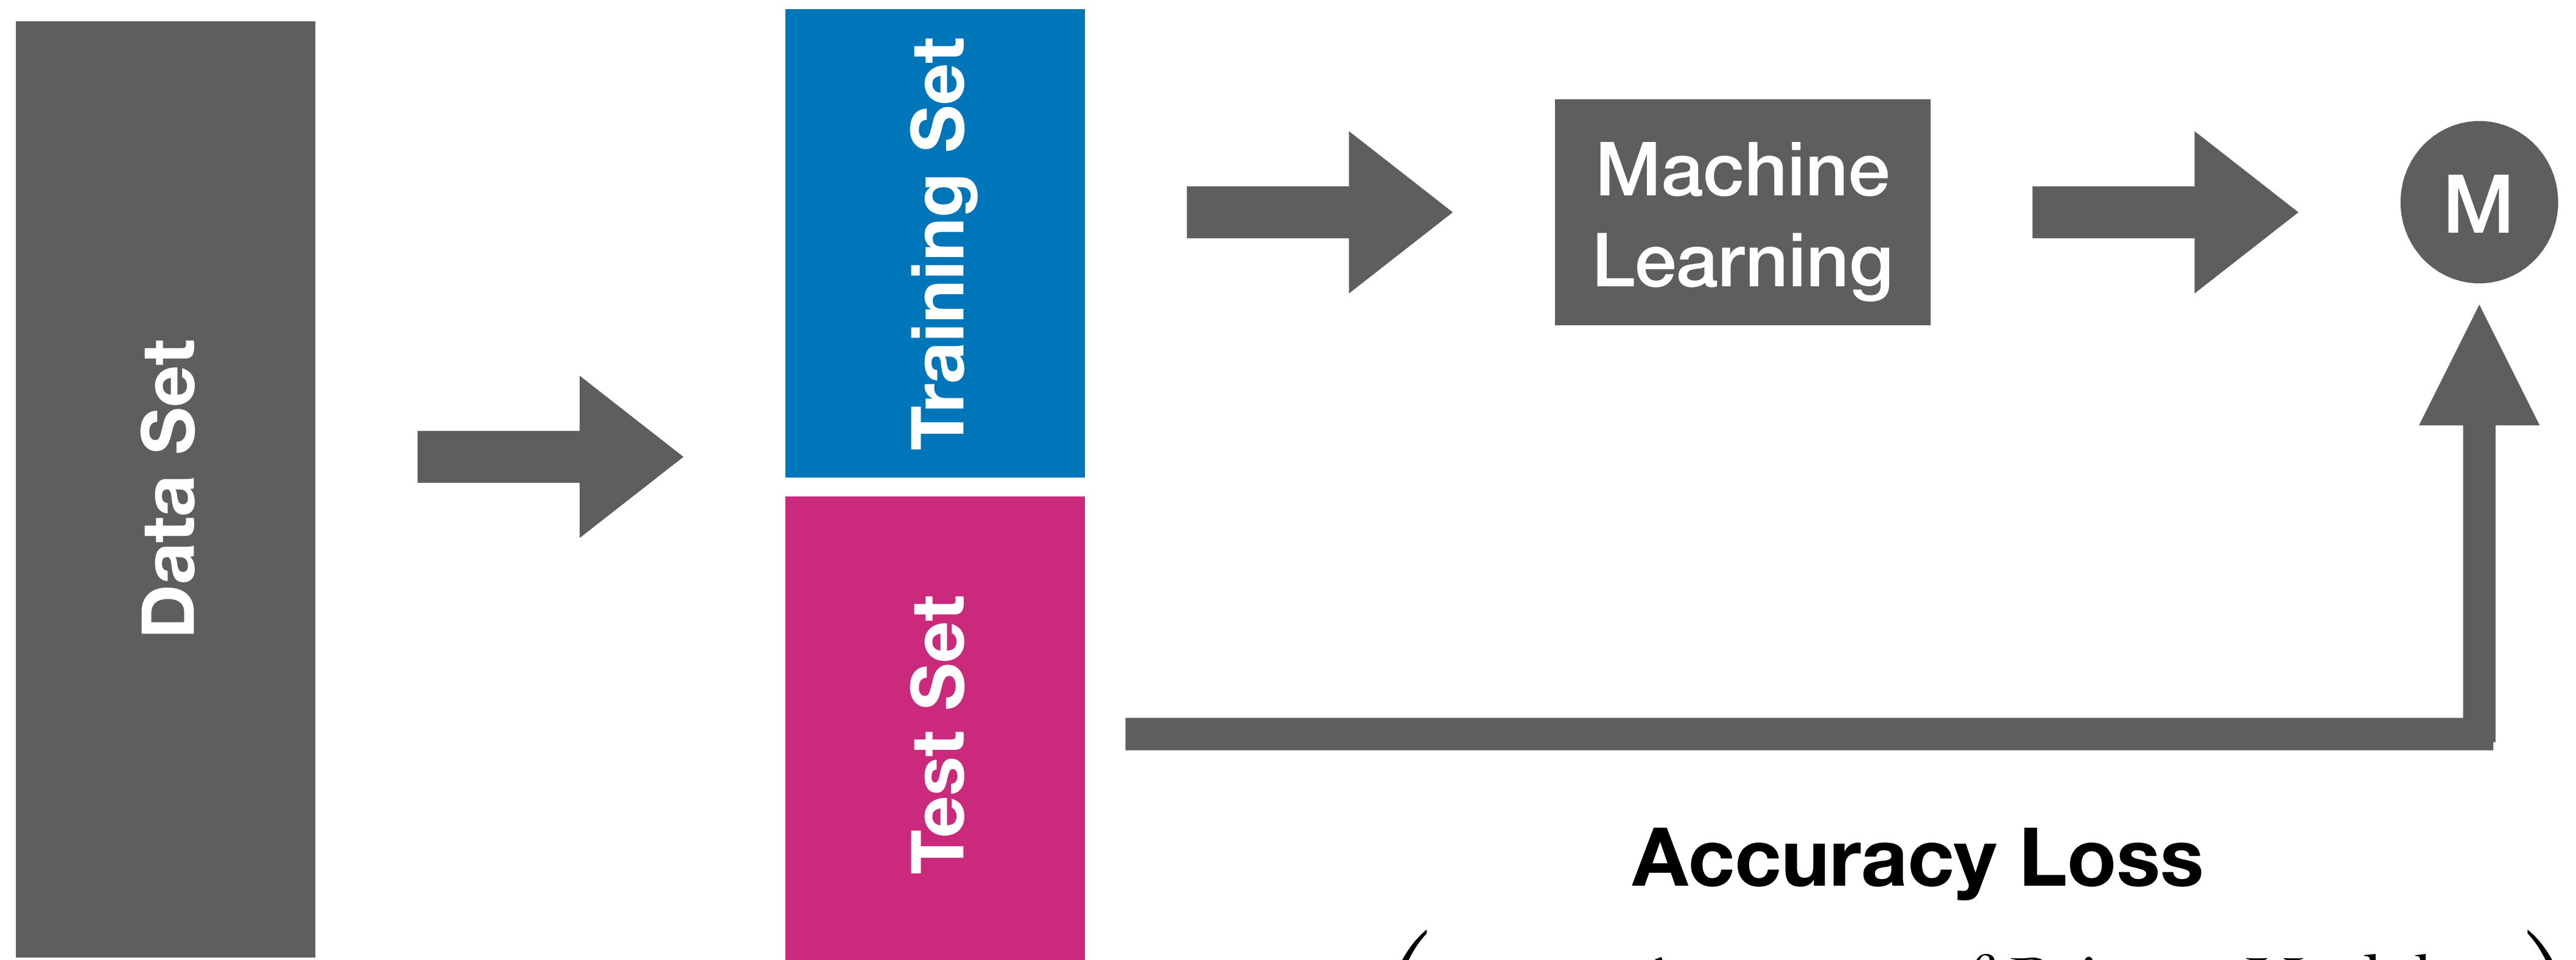 Data Set
Training Set
Test Set
Machine
Learning
M
Accuracy Loss
(
)